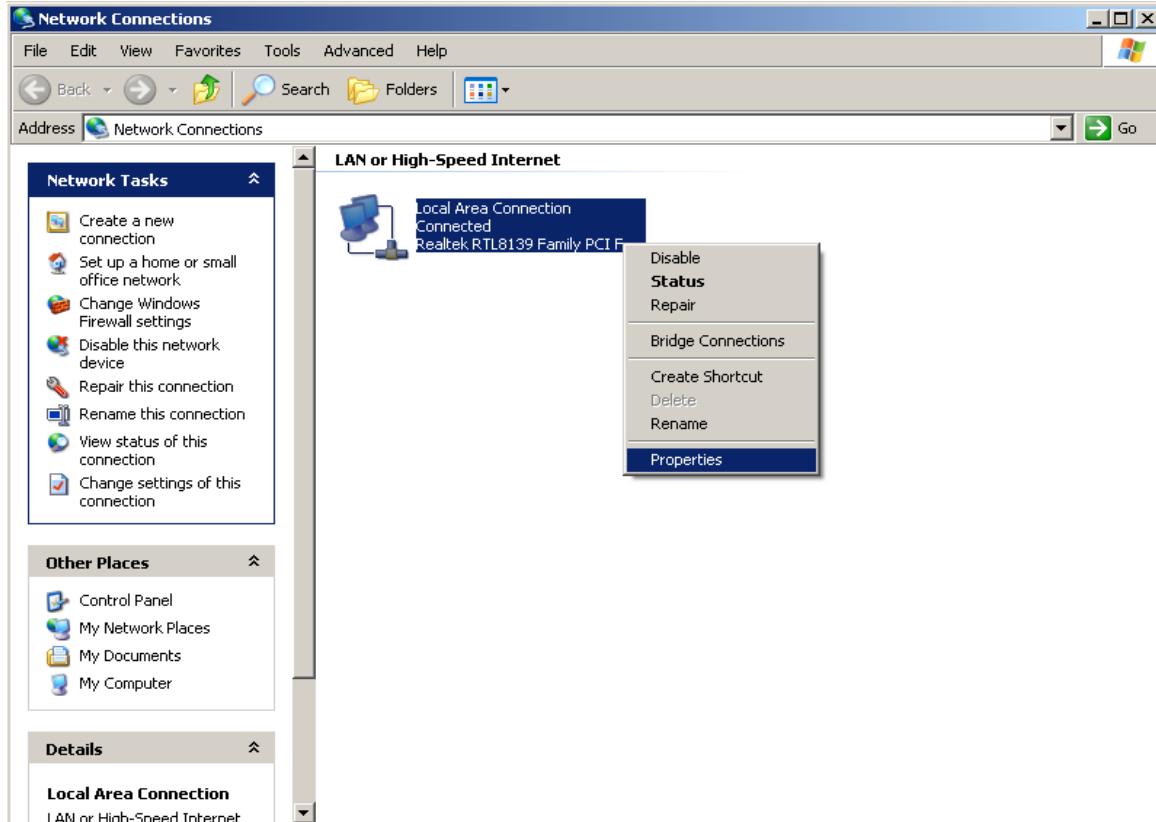 Network Connections
File Edit View Favorites Tools Advanced Help
Back Search Folders
Address Network Connections Go
Network Tasks
Create a new
connection
Set up a home or small
office network
Change Windows
Firewall settings
Disable this network
device
Repair this connection
Rename this connection
View status of this
connection
Change settings of this
connection
Other Places
Control Panel
My Network Places
My Documents
My Computer
Details
Local Area Connection
LAN or High-Speed Internet
LAN or High-Speed Internet
Local Area Connection
Connected
Realtek RTL8139 Family PCI F...
Disable
Status
Repair
Bridge Connections
Create Shortcut
Delete
Rename
Properties